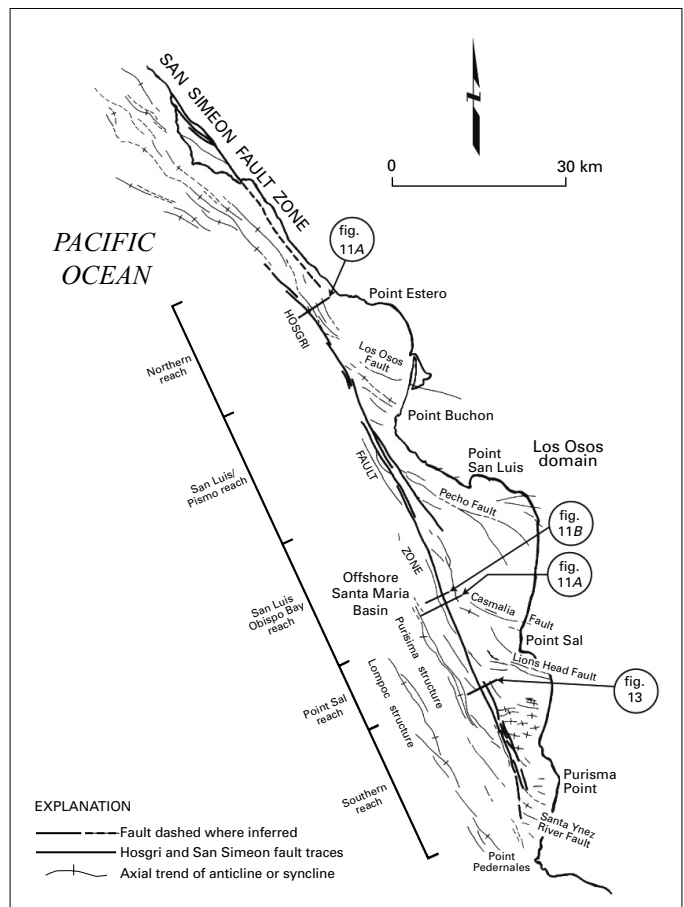 SAN SIMEON FAULT ZONE
0 30 km
PACIFIC
OCEAN
fig.
11A
Point Estero
HOSGRI
Los Osos
Fault
Northern
reach
Point Buchon
Point
San Luis
Los Osos
domain
FAULT
Pecho Fault
San Luis/
Pismo reach
fig.
11B
ZONE
fig.
11A
Offshore
Santa Maria
Basin
Casmalia Fault
San Luis
Obispo Bay
reach
Purisima structure
Point Sal
Lions Head Fault
Lompoc structure
fig.
13
Point Sal
reach
Purisma
Point
Southern
reach
Santa Ynez
River Fault
Point
Pedernales
EXPLANATION
Fault dashed where inferred
Hosgri and San Simeon fault traces
Axial trend of anticline or syncline